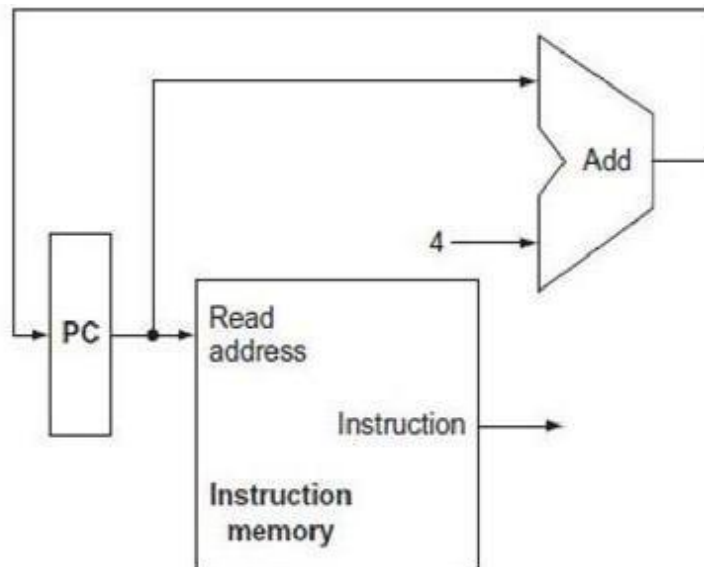 Add
4
PC
Read
address
Instruction
Instruction
memory